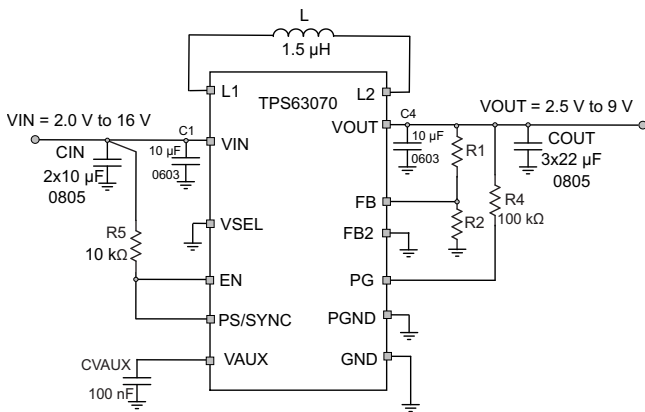 L
1.5 µH
L1
L2
TPS63070
VIN = 2.0 V to 16 V
C1
VIN
10 µF
0603
CIN
2x10 µF
0805
VOUT
C4
10 µF
0603
VOUT = 2.5 V to 9 V
COUT
3x22 µF
0805
R1
R4
100 kΩ
FB
R2
VSEL
FB2
R5
10 kΩ
EN
PG
PS/SYNC
PGND
VAUX
GND
CVAUX
100 nF